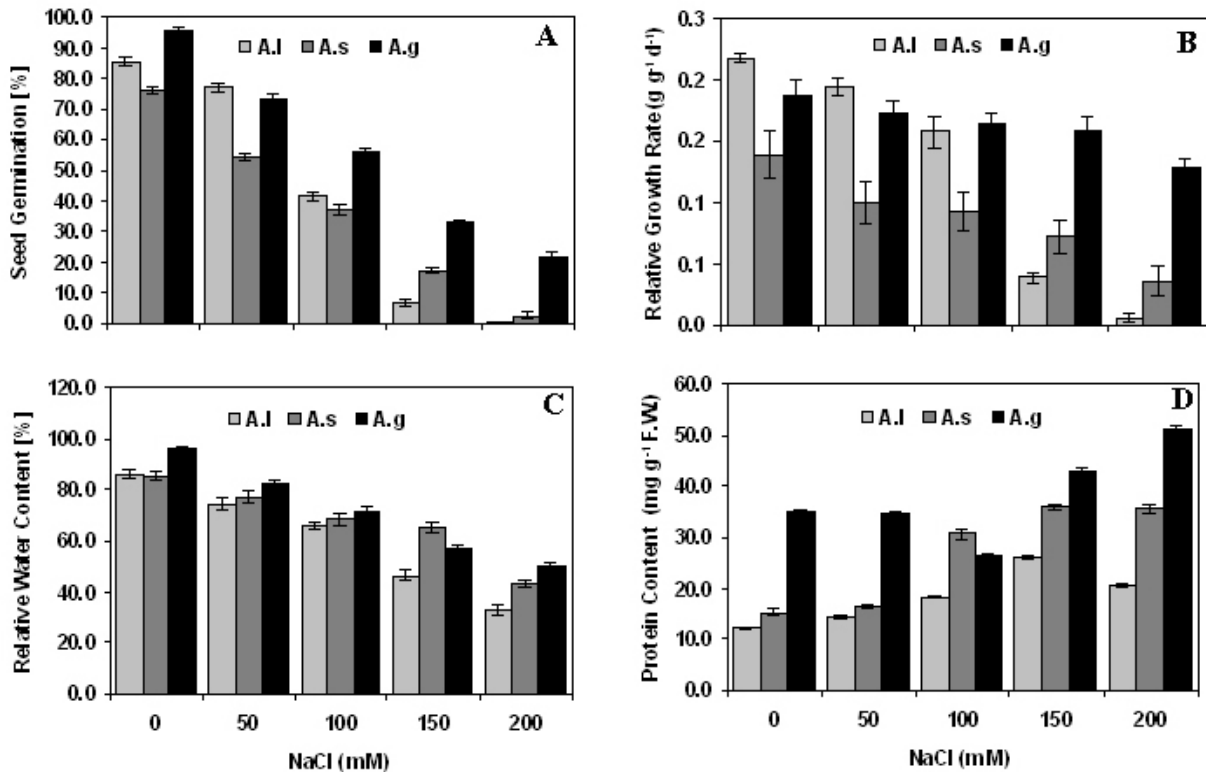 100.0
90.0
80.0
70.0
60.0
50.0
40.0
30.0
20.0
10.0
0.0
Seed Germination [%]
A.l A.s A.g
A
0.3
0.2
0.2
0.1
0.1
0.0
Relative Growth Rate (g g⁻¹ d⁻¹)
A.l A.s A.g
B
120.0
100.0
80.0
60.0
40.0
20.0
0.0
Relative Water Content [%]
A.l A.s A.g
C
0 50 100 150 200
NaCl (mM)
60.0
50.0
40.0
30.0
20.0
10.0
0.0
Protein Content (mg g⁻¹ F.W.)
A.l A.s A.g
D
0 50 100 150 200
NaCl (mM)